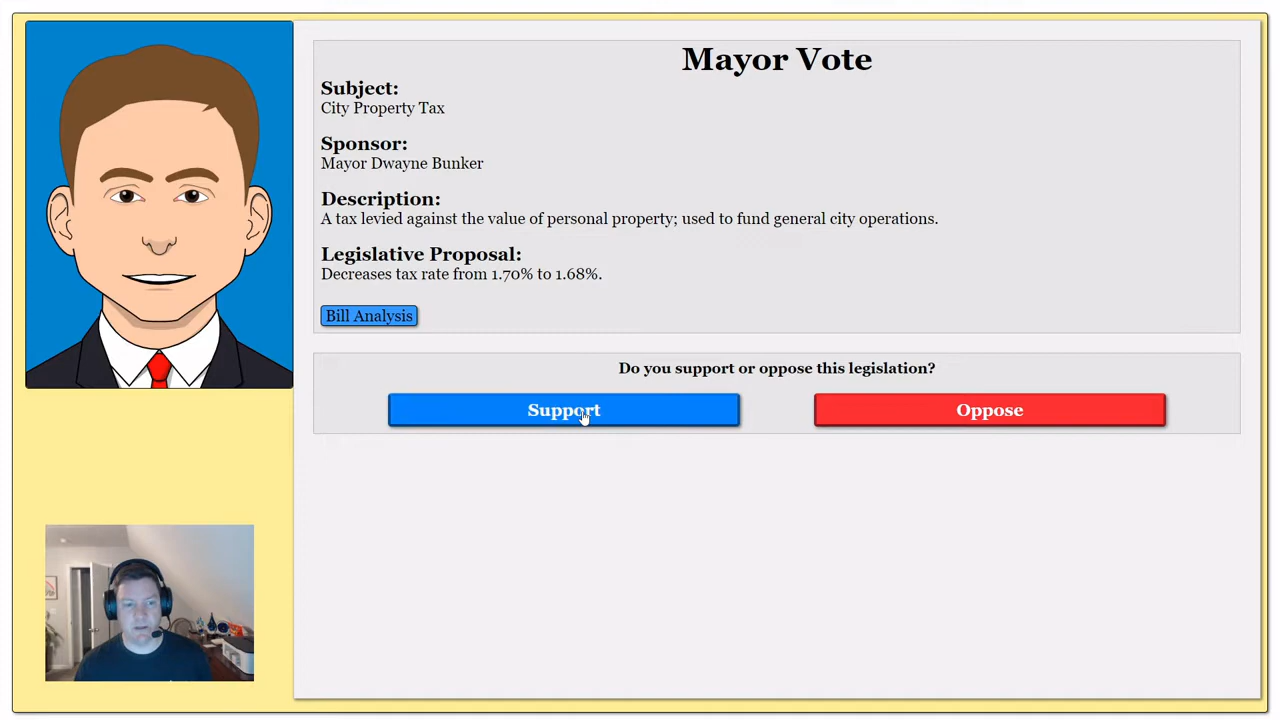 Mayor Vote
Subject:
City Property Tax
Sponsor:
Mayor Dwayne Bunker
Description:
A tax levied against the value of personal property; used to fund general city operations.
Legislative Proposal:
Decreases tax rate from 1.70% to 1.68%.
Bill Analysis
Do you support or oppose this legislation?
Support
Oppose